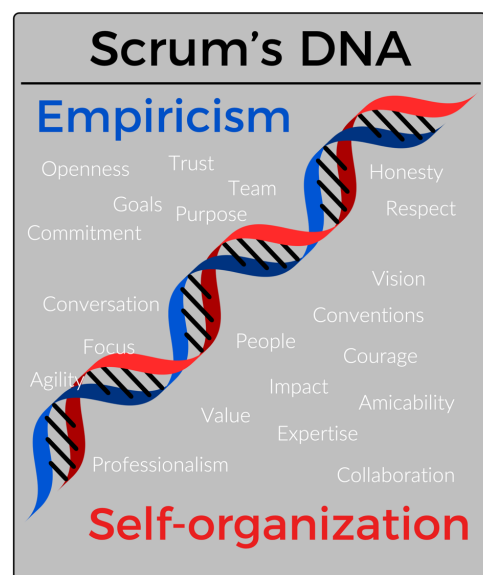 Scrum's DNA
Empiricism
Openness
Trust
Team
Honesty
Goals
Purpose
Respect
Commitment
Vision
Conversation
Conventions
Focus
People
Courage
Agility
Impact
Amicability
Value
Expertise
Professionalism
Collaboration
Self-organization